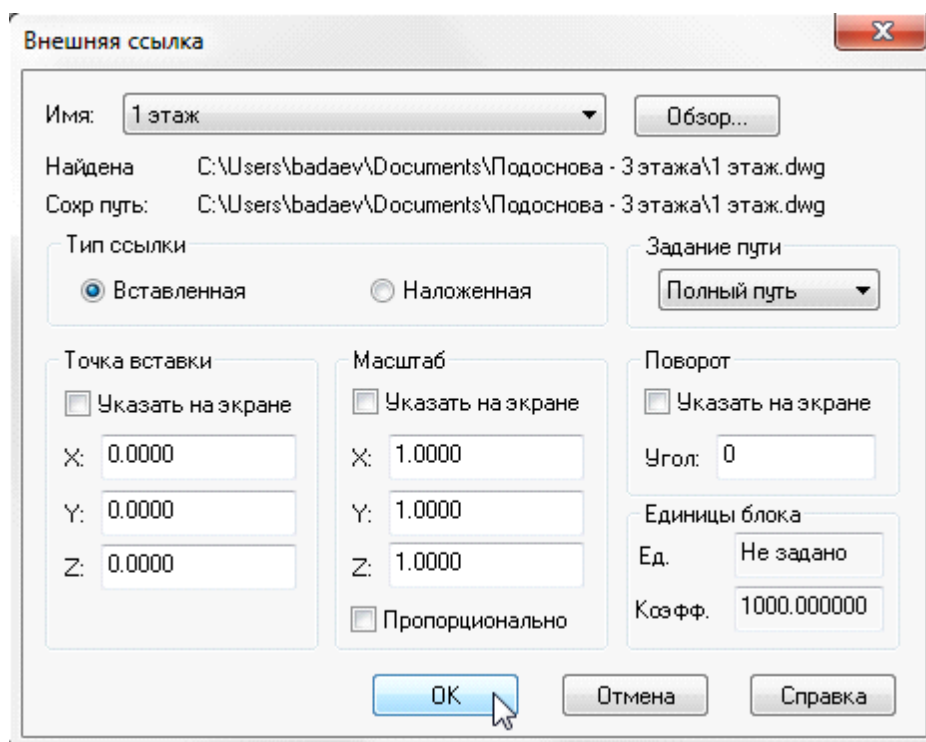 Внешняя ссылка
Имя: 1 этаж Обзор...
Найдена C:\Users\badaev\Documents\Подоснова - 3 этажа\1 этаж.dwg
Сохр путь: C:\Users\badaev\Documents\Подоснова - 3 этажа\1 этаж.dwg
Тип ссылки
Вставленная Наложенная
Задание пути
Полный путь
Точка вставки
Указать на экране
X: 0.0000
Y: 0.0000
Z: 0.0000
Масштаб
Указать на экране
X: 1.0000
Y: 1.0000
Z: 1.0000
Пропорционально
Поворот
Указать на экране
Угол: 0
Единицы блока
Ед. Не задано
Коэфф. 1000.000000
OK Отмена Справка